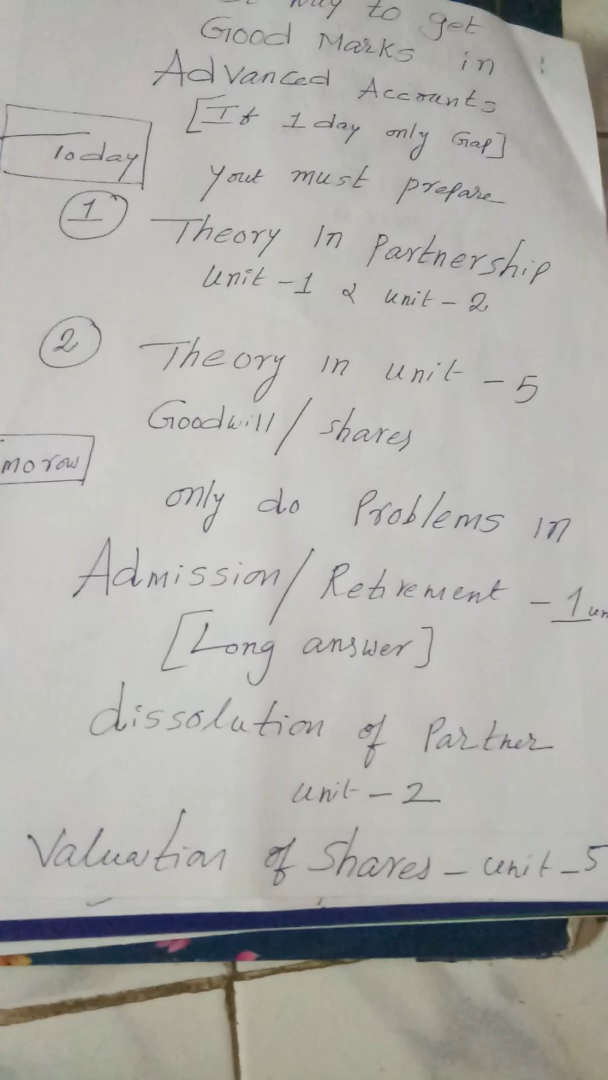 way to get
Good Marks in
Advanced Accounts
[If 1 day only Gap]
Today
You must prepare
1 Theory in Partnership
Unit - 1 & unit - 2
2 Theory in unit - 5
Goodwill / shares
morow
only do Problems in
Admission / Retirement - 1 un
[Long answer]
dissolution of Partner
unit - 2
Valuation of Shares - unit - 5